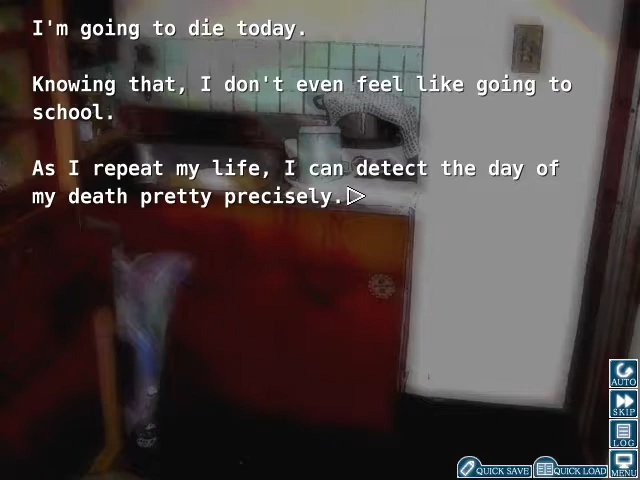 I'm going to die today.
Knowing that, I don't even feel like going to
school.
As I repeat my life, I can detect the day of
my death pretty precisely.
AUTO
SKIP
LOG
QUICK SAVE
QUICK LOAD
MENU